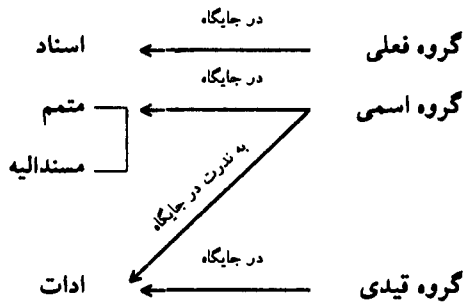 گروه فعلی در جایگاه اسناد
گروه اسمی در جایگاه متمم
مسندالیه
به ندرت در جایگاه
گروه قیدی در جایگاه ادات